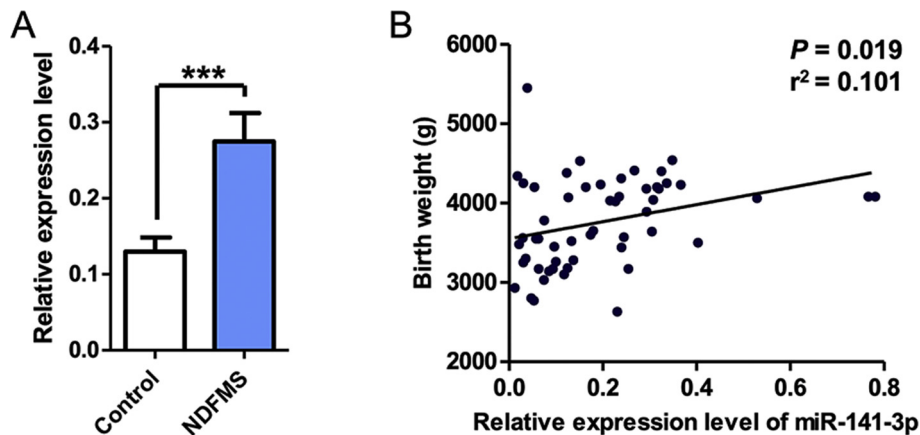 A
Relative expression level
0.4
0.3
0.2
0.1
0.0
***
Control
NDFMS
B
Birth weight (g)
6000
5000
4000
3000
2000
P = 0.019
r² = 0.101
0.0 0.2 0.4 0.6 0.8
Relative expression level of miR-141-3p